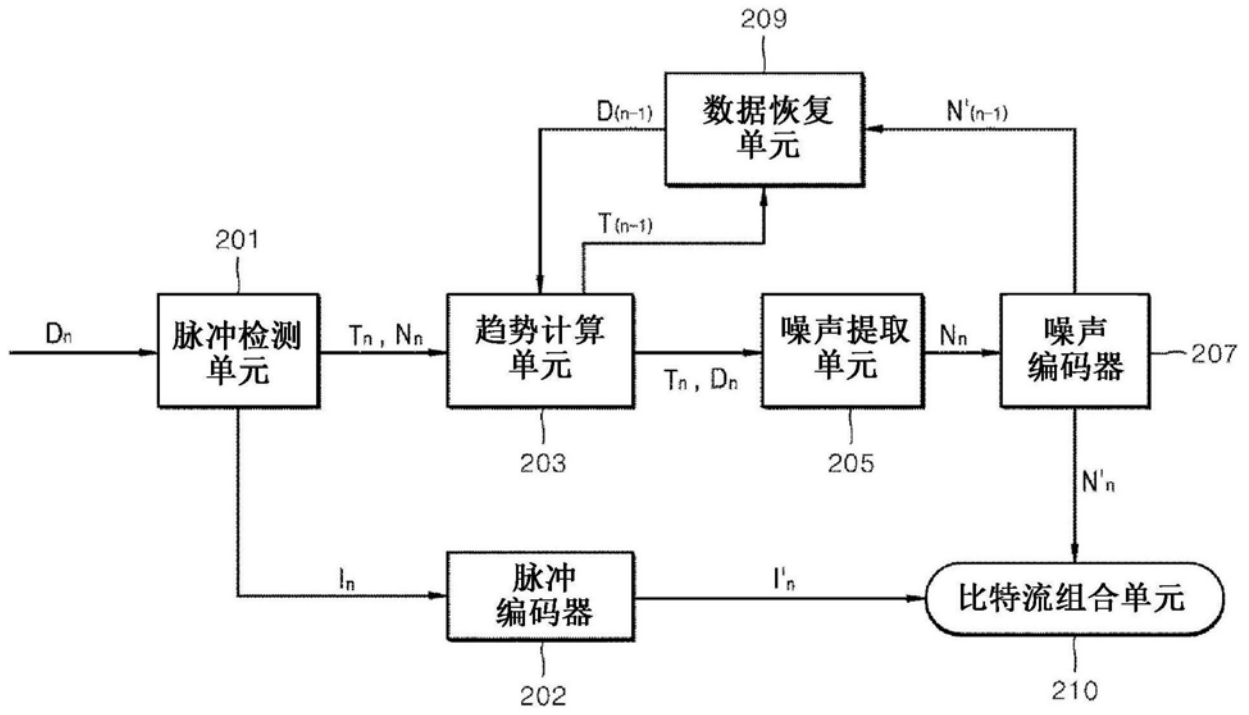 209
数据恢复
单元
D(n-1)
N'(n-1)
T(n-1)
201
脉冲检测
单元
Dn
Tn , Nn
趋势计算
单元
203
Tn , Dn
噪声提取
单元
205
Nn
噪声
编码器
207
N'n
In
脉冲
编码器
202
I'n
比特流组合单元
210